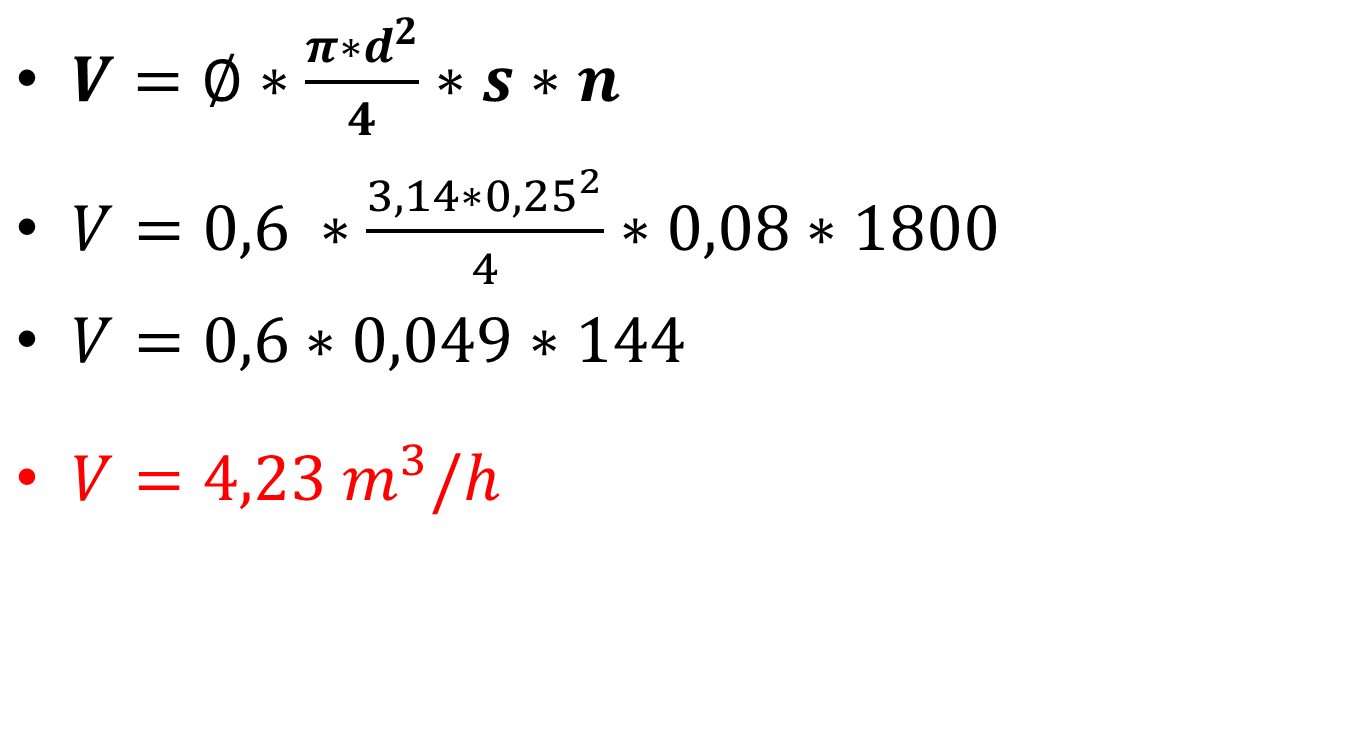 • V = ∅ * (π*d²)/4 * s * n
• V = 0,6 * (3,14*0,25²)/4 * 0,08 * 1800
• V = 0,6 * 0,049 * 144
• V = 4,23 m³/h